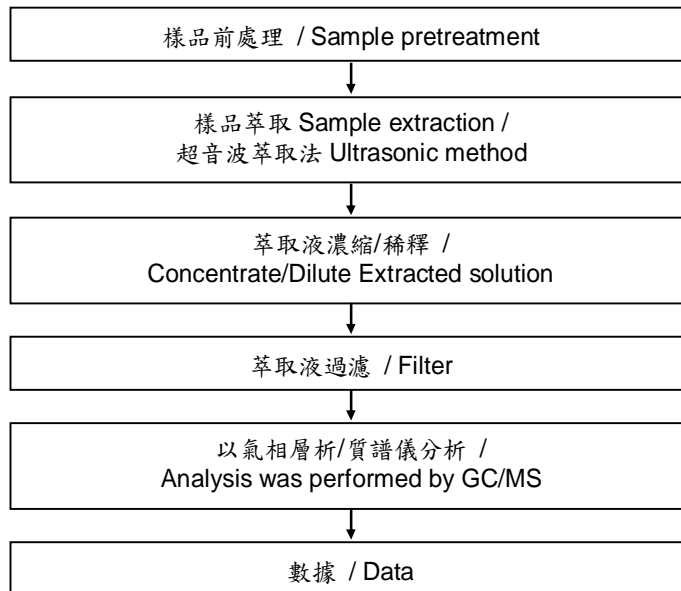 樣品前處理 / Sample pretreatment
樣品萃取 Sample extraction /
超音波萃取法 Ultrasonic method
萃取液濃縮/稀釋 /
Concentrate/Dilute Extracted solution
萃取液過濾 / Filter
以氣相層析/質譜儀分析 /
Analysis was performed by GC/MS
數據 / Data